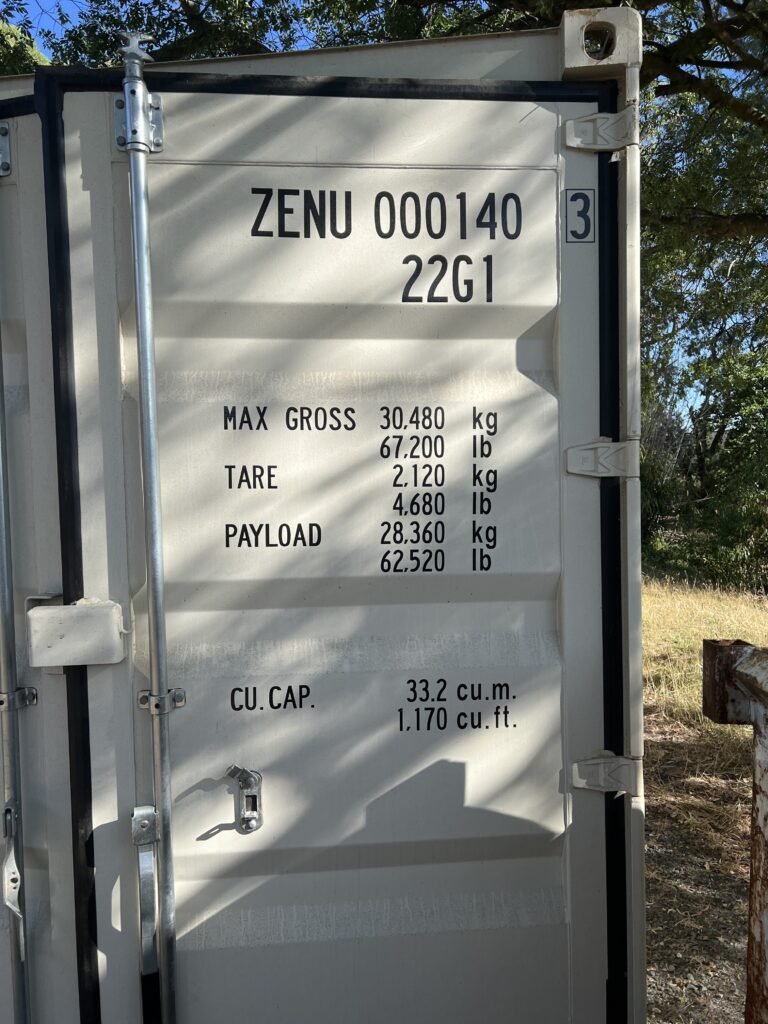 ZENU 000140 3
22G1
MAX GROSS 30,480 kg
67,200 lb
TARE 2,120 kg
4,680 lb
PAYLOAD 28,360 kg
62,520 lb
CU.CAP. 33.2 cu.m.
1,170 cu.ft.